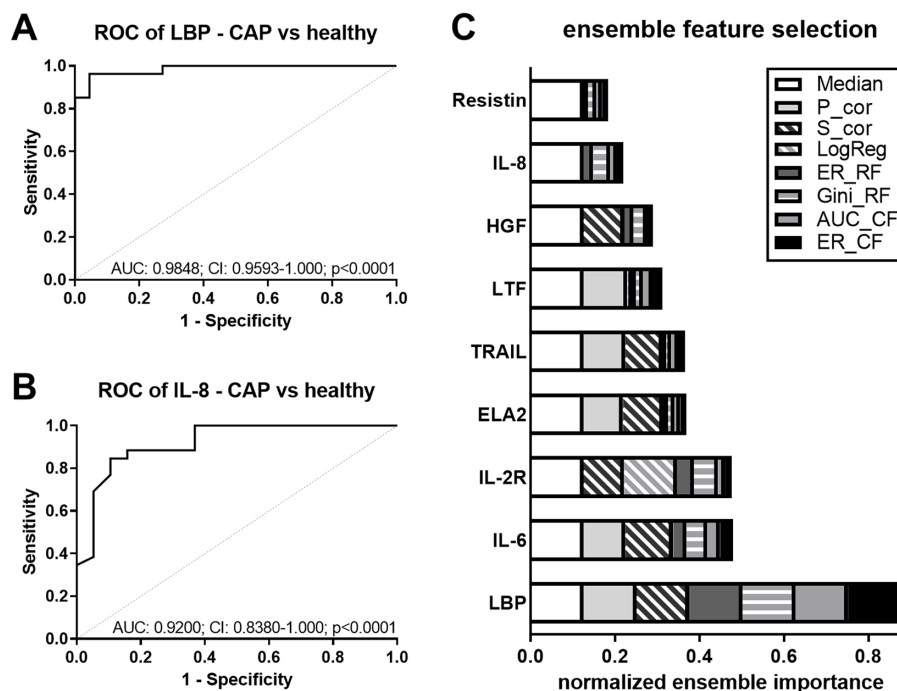 A
ROC of LBP - CAP vs healthy
1.0
0.8
0.6
0.4
0.2
0.0
Sensitivity
AUC: 0.9848; CI: 0.9593-1.000; p<0.0001
0.0 0.2 0.4 0.6 0.8 1.0
1 - Specificity
B
ROC of IL-8 - CAP vs healthy
1.0
0.8
0.6
0.4
0.2
0.0
Sensitivity
AUC: 0.9200; CI: 0.8380-1.000; p<0.0001
0.0 0.2 0.4 0.6 0.8 1.0
1 - Specificity
C
ensemble feature selection
Median
P_cor
S_cor
LogReg
ER_RF
Gini_RF
AUC_CF
ER_CF
Resistin
IL-8
HGF
LTF
TRAIL
ELA2
IL-2R
IL-6
LBP
0.0 0.2 0.4 0.6 0.8
normalized ensemble importance